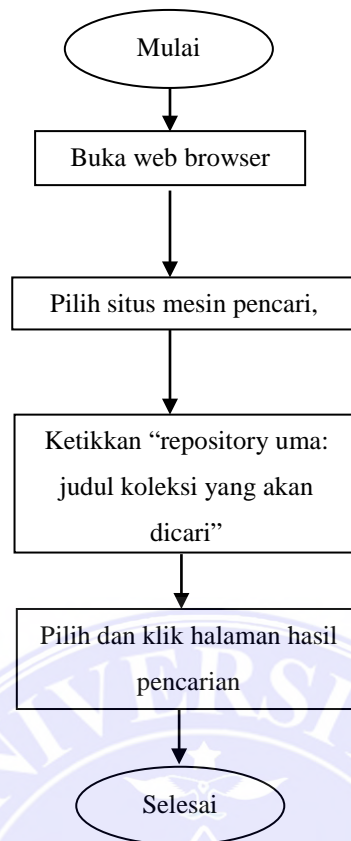 Mulai
Buka web browser
Pilih situs mesin pencari,
Ketikkan “repository uma:
judul koleksi yang akan
dicari”
Pilih dan klik halaman hasil
pencarian
Selesai